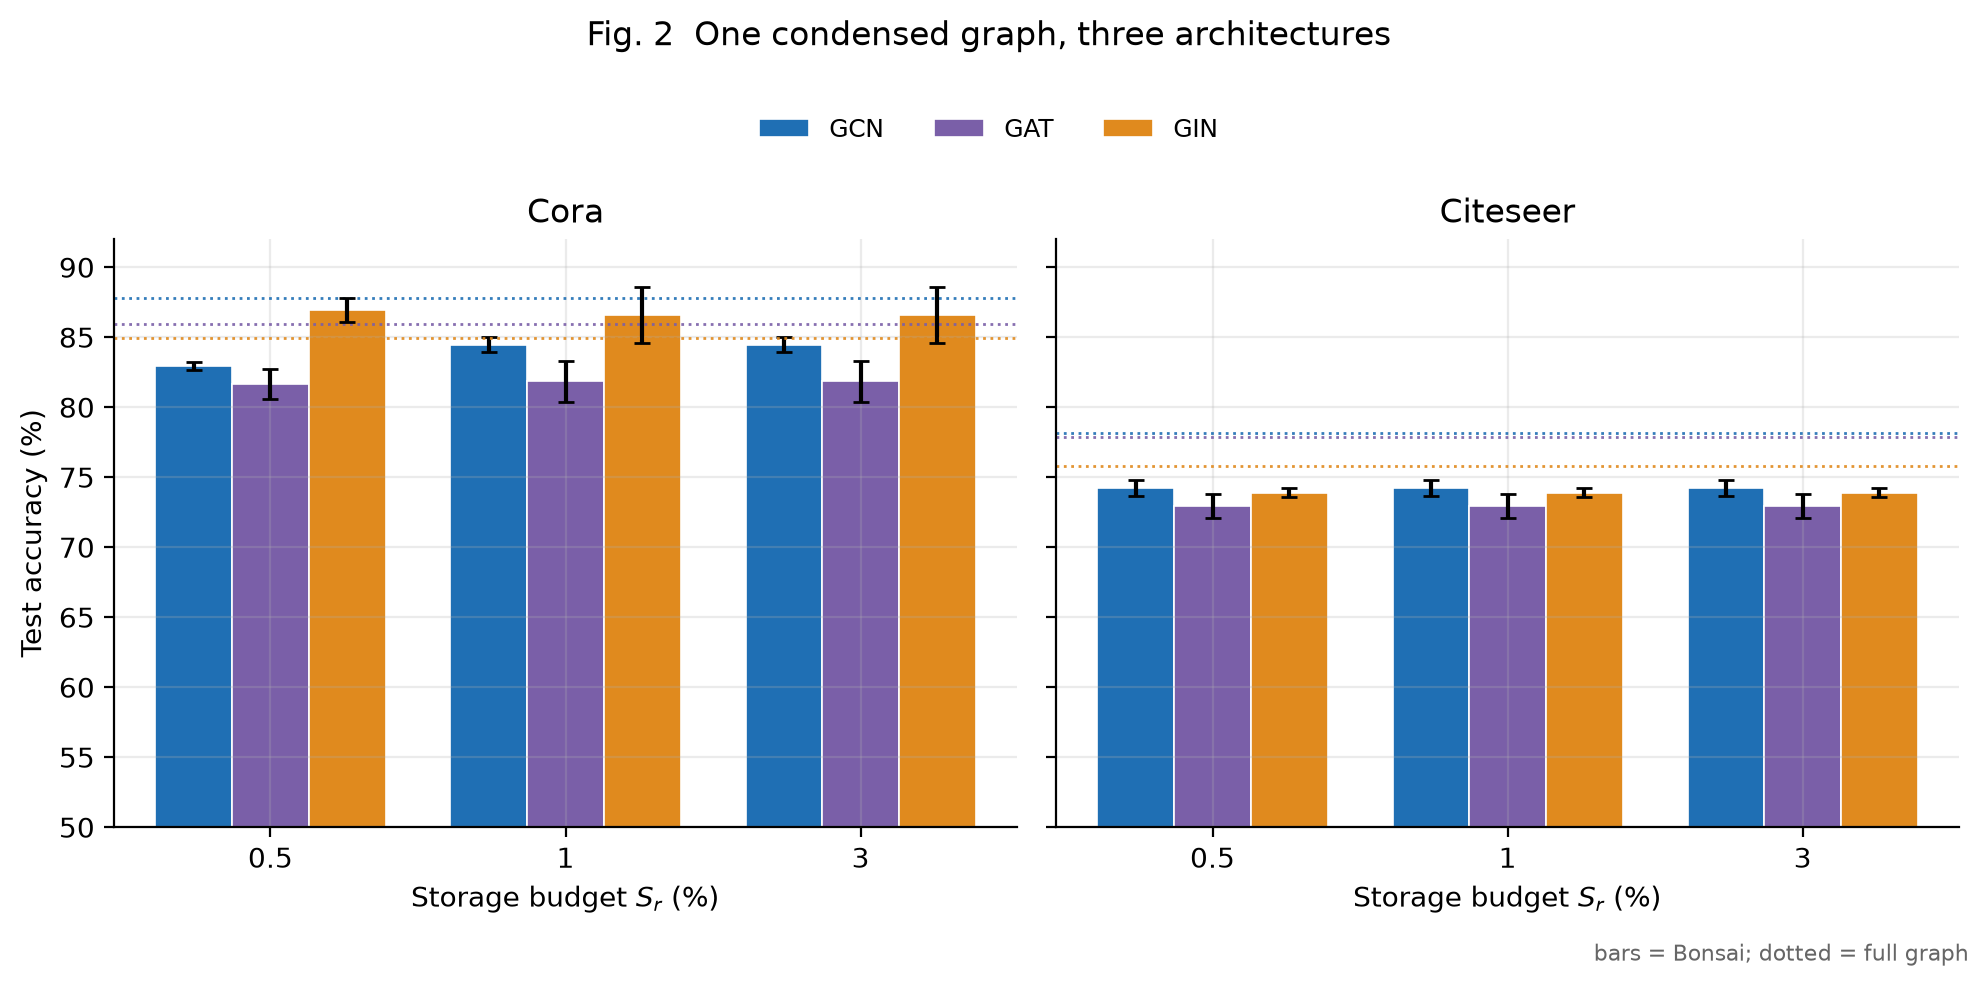 Fig. 2  One condensed graph, three architectures
GCN
GAT
GIN
Cora
Test accuracy (%)
90
85
80
75
70
65
60
55
50
0.5
1
3
Storage budget Sᵣ (%)
Citeseer
0.5
1
3
Storage budget Sᵣ (%)
bars = Bonsai; dotted = full graph